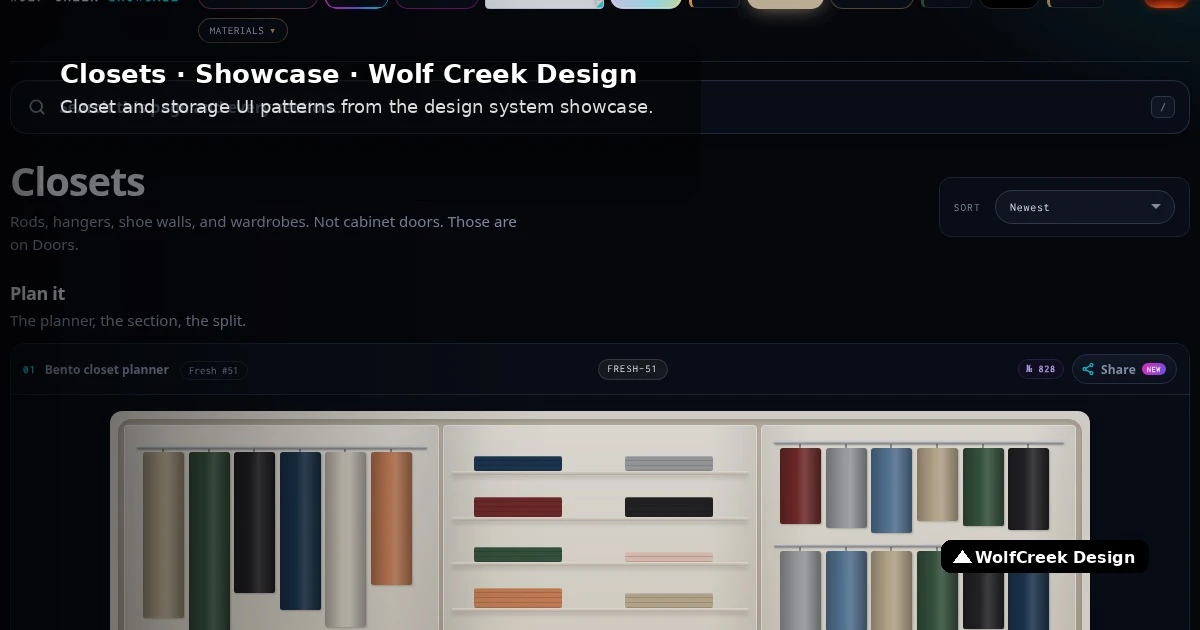 MATERIALS ▾
Closets · Showcase · Wolf Creek Design
Closet and storage UI patterns from the design system showcase.
/
Closets
Rods, hangers, shoe walls, and wardrobes. Not cabinet doors. Those are
on Doors.
SORT
Newest
Plan it
The planner, the section, the split.
01 Bento closet planner Fresh #51
FRESH-51
№ 828
Share NEW
WolfCreek Design